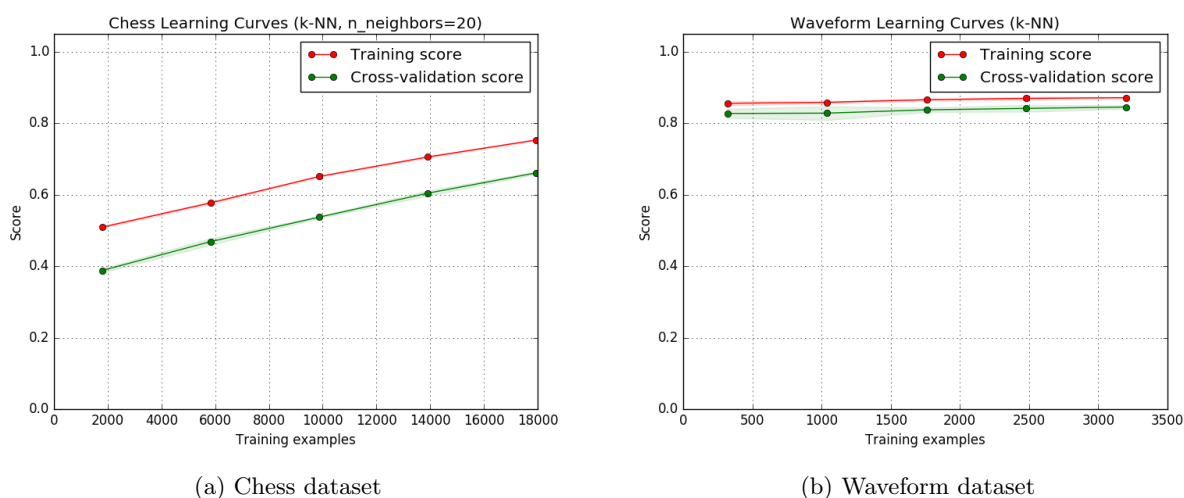 Chess Learning Curves (k-NN, n_neighbors=20)
Training score
Cross-validation score
1.0
0.8
0.6
0.4
0.2
0.0
Score
0 2000 4000 6000 8000 10000 12000 14000 16000 18000
Training examples
(a) Chess dataset
Waveform Learning Curves (k-NN)
Training score
Cross-validation score
1.0
0.8
0.6
0.4
0.2
0.0
Score
0 500 1000 1500 2000 2500 3000 3500
Training examples
(b) Waveform dataset